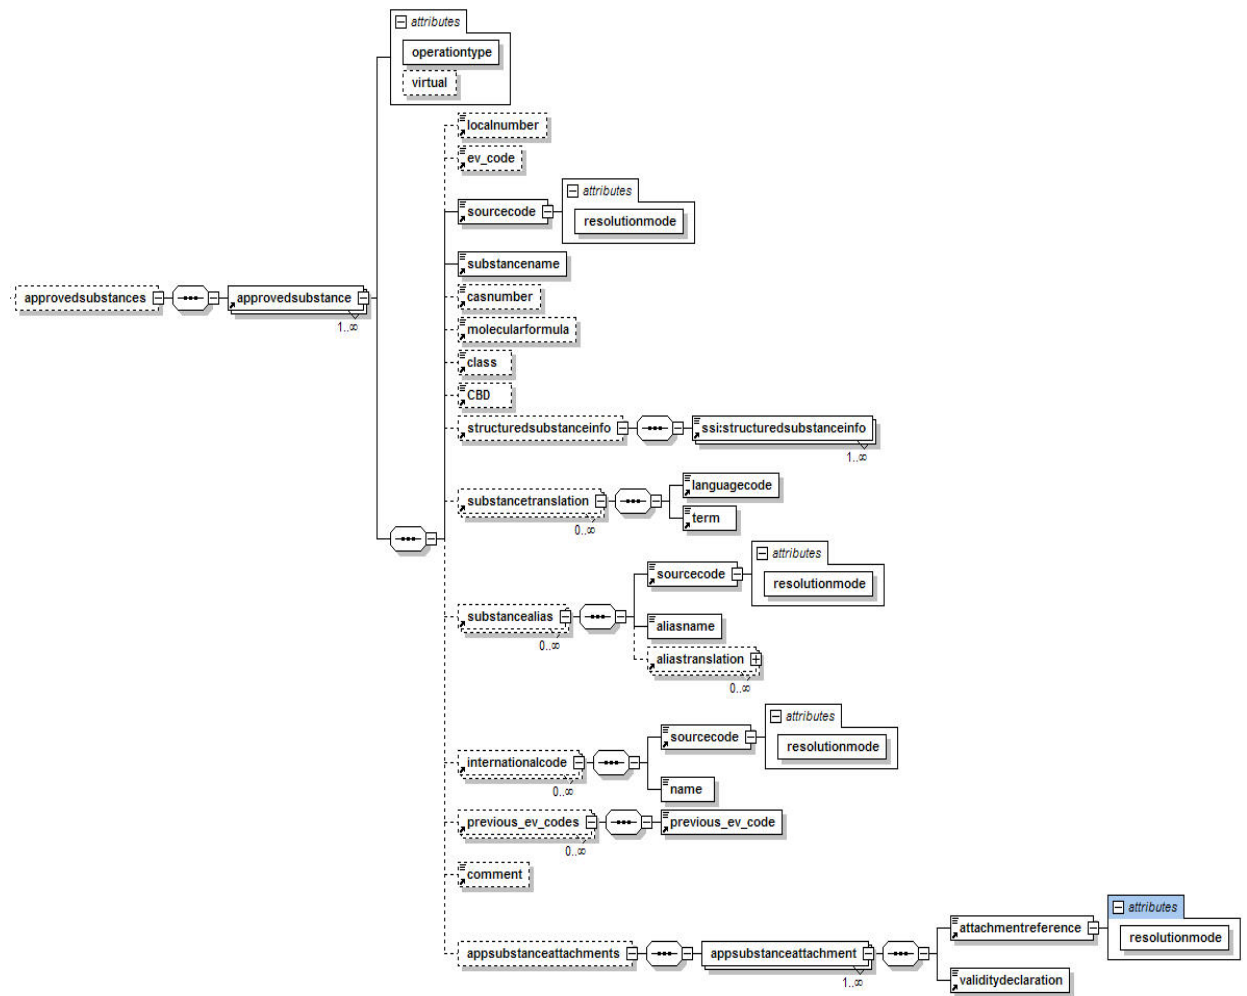 attributes
operationtype
virtual
localnumber
ev_code
attributes
sourcecode
resolutionmode
substancename
approvedsubstances
approvedsubstance
1..∞
casnumber
molecularformula
class
CBD
structuredsubstanceinfo
ssi:structuredsubstanceinfo
1..∞
substancetranslation
0..∞
languagecode
term
attributes
sourcecode
resolutionmode
substancealias
0..∞
aliasname
aliastranslation
0..∞
attributes
sourcecode
resolutionmode
internationalcode
0..∞
name
previous_ev_codes
0..∞
previous_ev_code
comment
attributes
attachmentreference
resolutionmode
appsubstanceattachments
appsubstanceattachment
1..∞
validitydeclaration